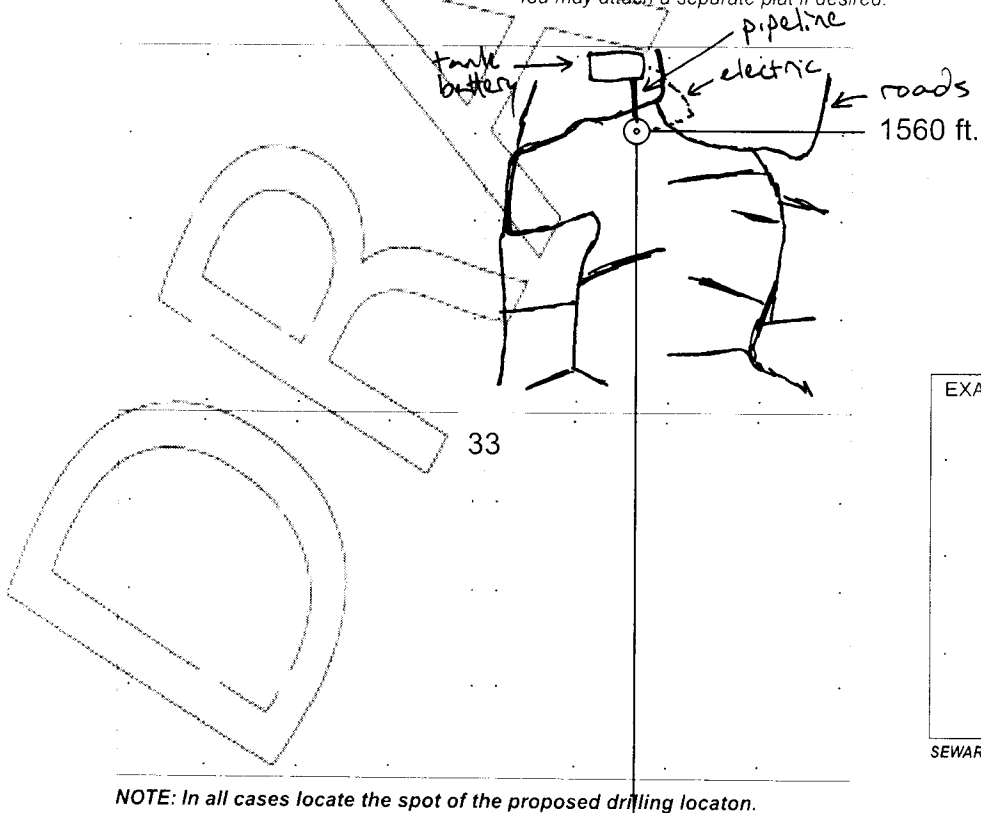 You may attach a separate plat if desired.
pipeline
tank battery
electric
roads
1560 ft.
33
EXA
SEWAR
NOTE: In all cases locate the spot of the proposed drilling locaton.